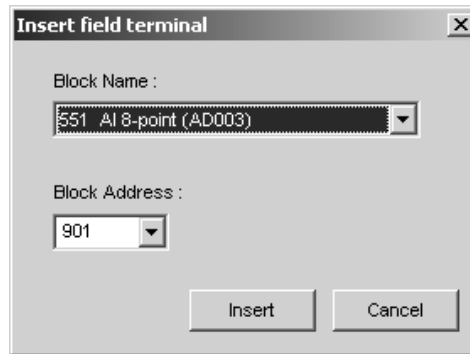 Insert field terminal
Block Name :
551 AI 8-point (AD003)
Block Address :
901
Insert Cancel